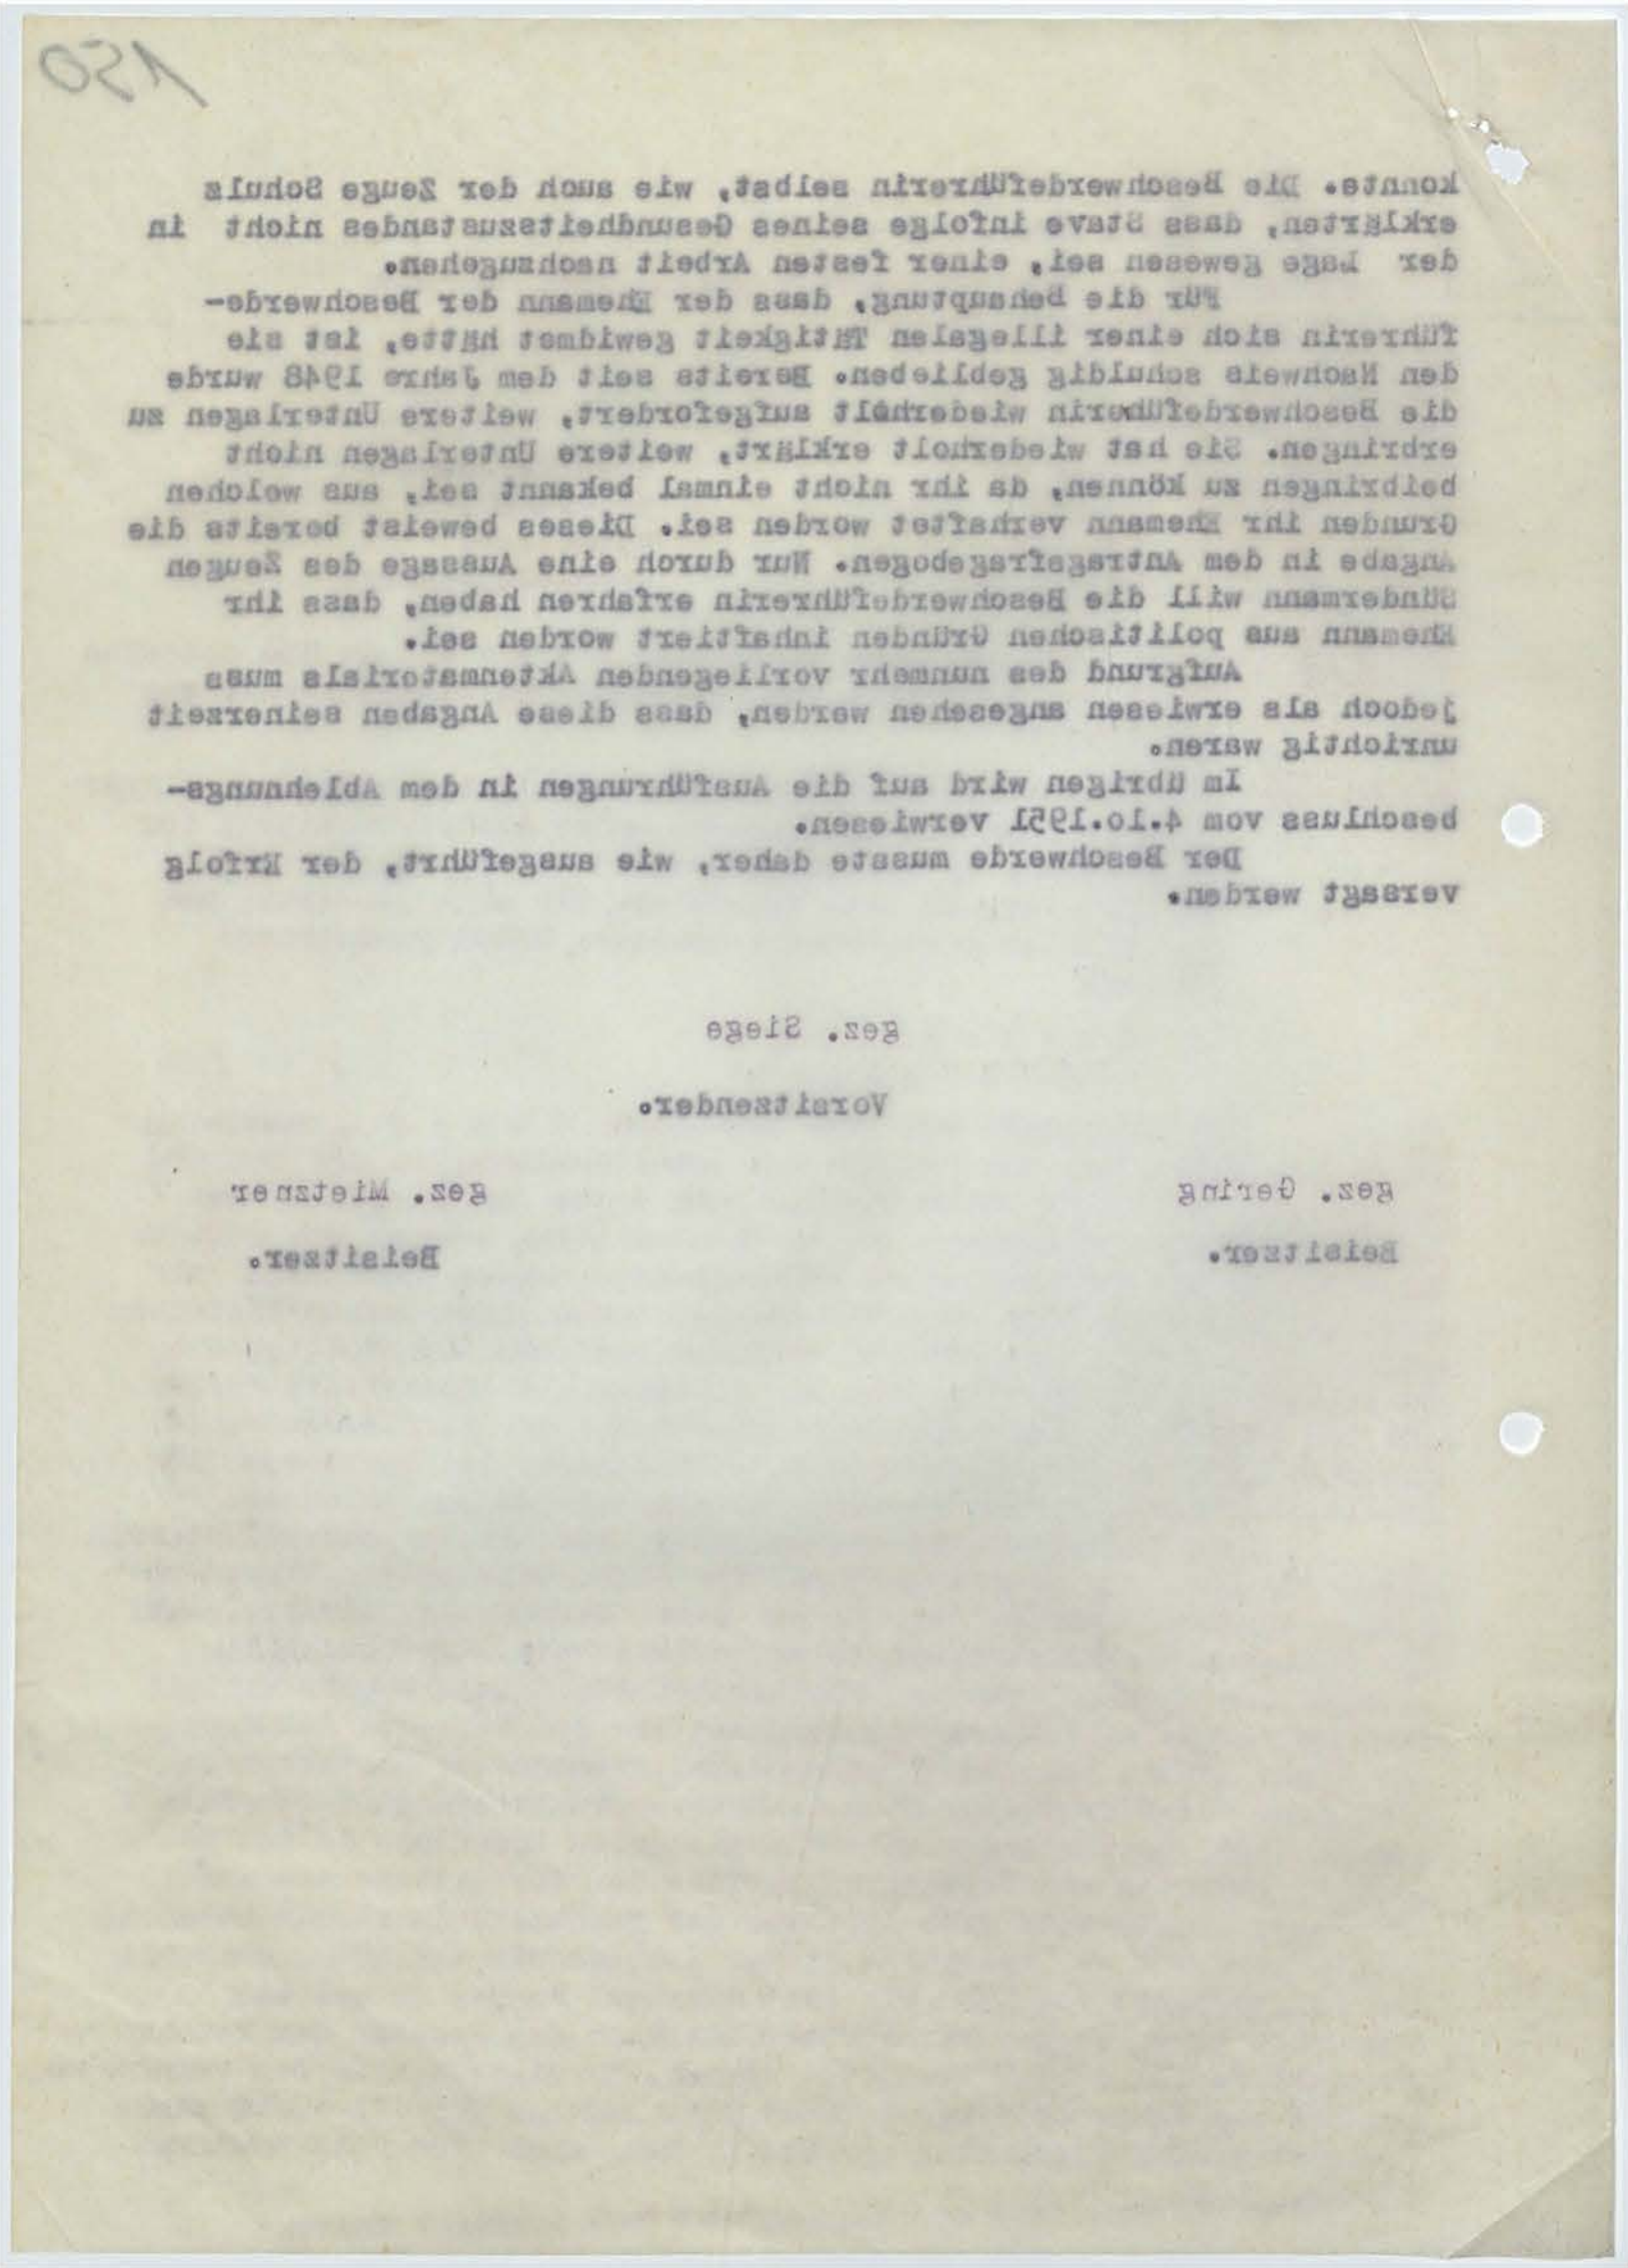 150
konnte. Die Beschwerdeführerin selbst, wie auch der Zeuge Schulz
erklärten, dass Stave infolge seines Gesundheitszustandes nicht in
der Lage gewesen sei, einer festen Arbeit nachzugehen.
Für die behauptung, dass der Ehemann der Beschwerde-
führerin sich einer illegalen Tätigkeit gewidmet hätte, ist sie
den Nachweis schuldig geblieben. Bereits seit dem Jahre 1948 wurde
die Beschwerdeführerin wiederholt aufgefordert, weitere Unterlagen zu
erbringen. Sie hat wiederholt erklärt, weitere Unterlagen nicht
beibringen zu können, da ihr nicht einmal bekannt sei, aus welchen
Grunden ihr Ehemann verhaftet worden sei. Dieses beweist bereits die
Angabe in dem Antragsfragebogen. Nur durch eine Aussage des Zeugen
Sündermann will die Beschwerdeführerin erfahren haben, dass ihr
Ehemann aus politischen Gründen inhaftiert worden sei.
Aufgrund des nunmehr vorliegenden Aktenmaterials muss
jedoch als erwiesen angesehen werden, dass diese Angaben seinerzeit
unrichtig waren.
Im übrigen wird auf die Ausführungen in dem Ablehnungs-
beschluss vom 4.10.1951 verwiesen.
Der Beschwerde musste daher, wie ausgeführt, der Erfolg
versagt werden.
gez. Siege
Vorsitzender.
gez. Gering gez. Mietzner
Beisitzer. Beisitzer.